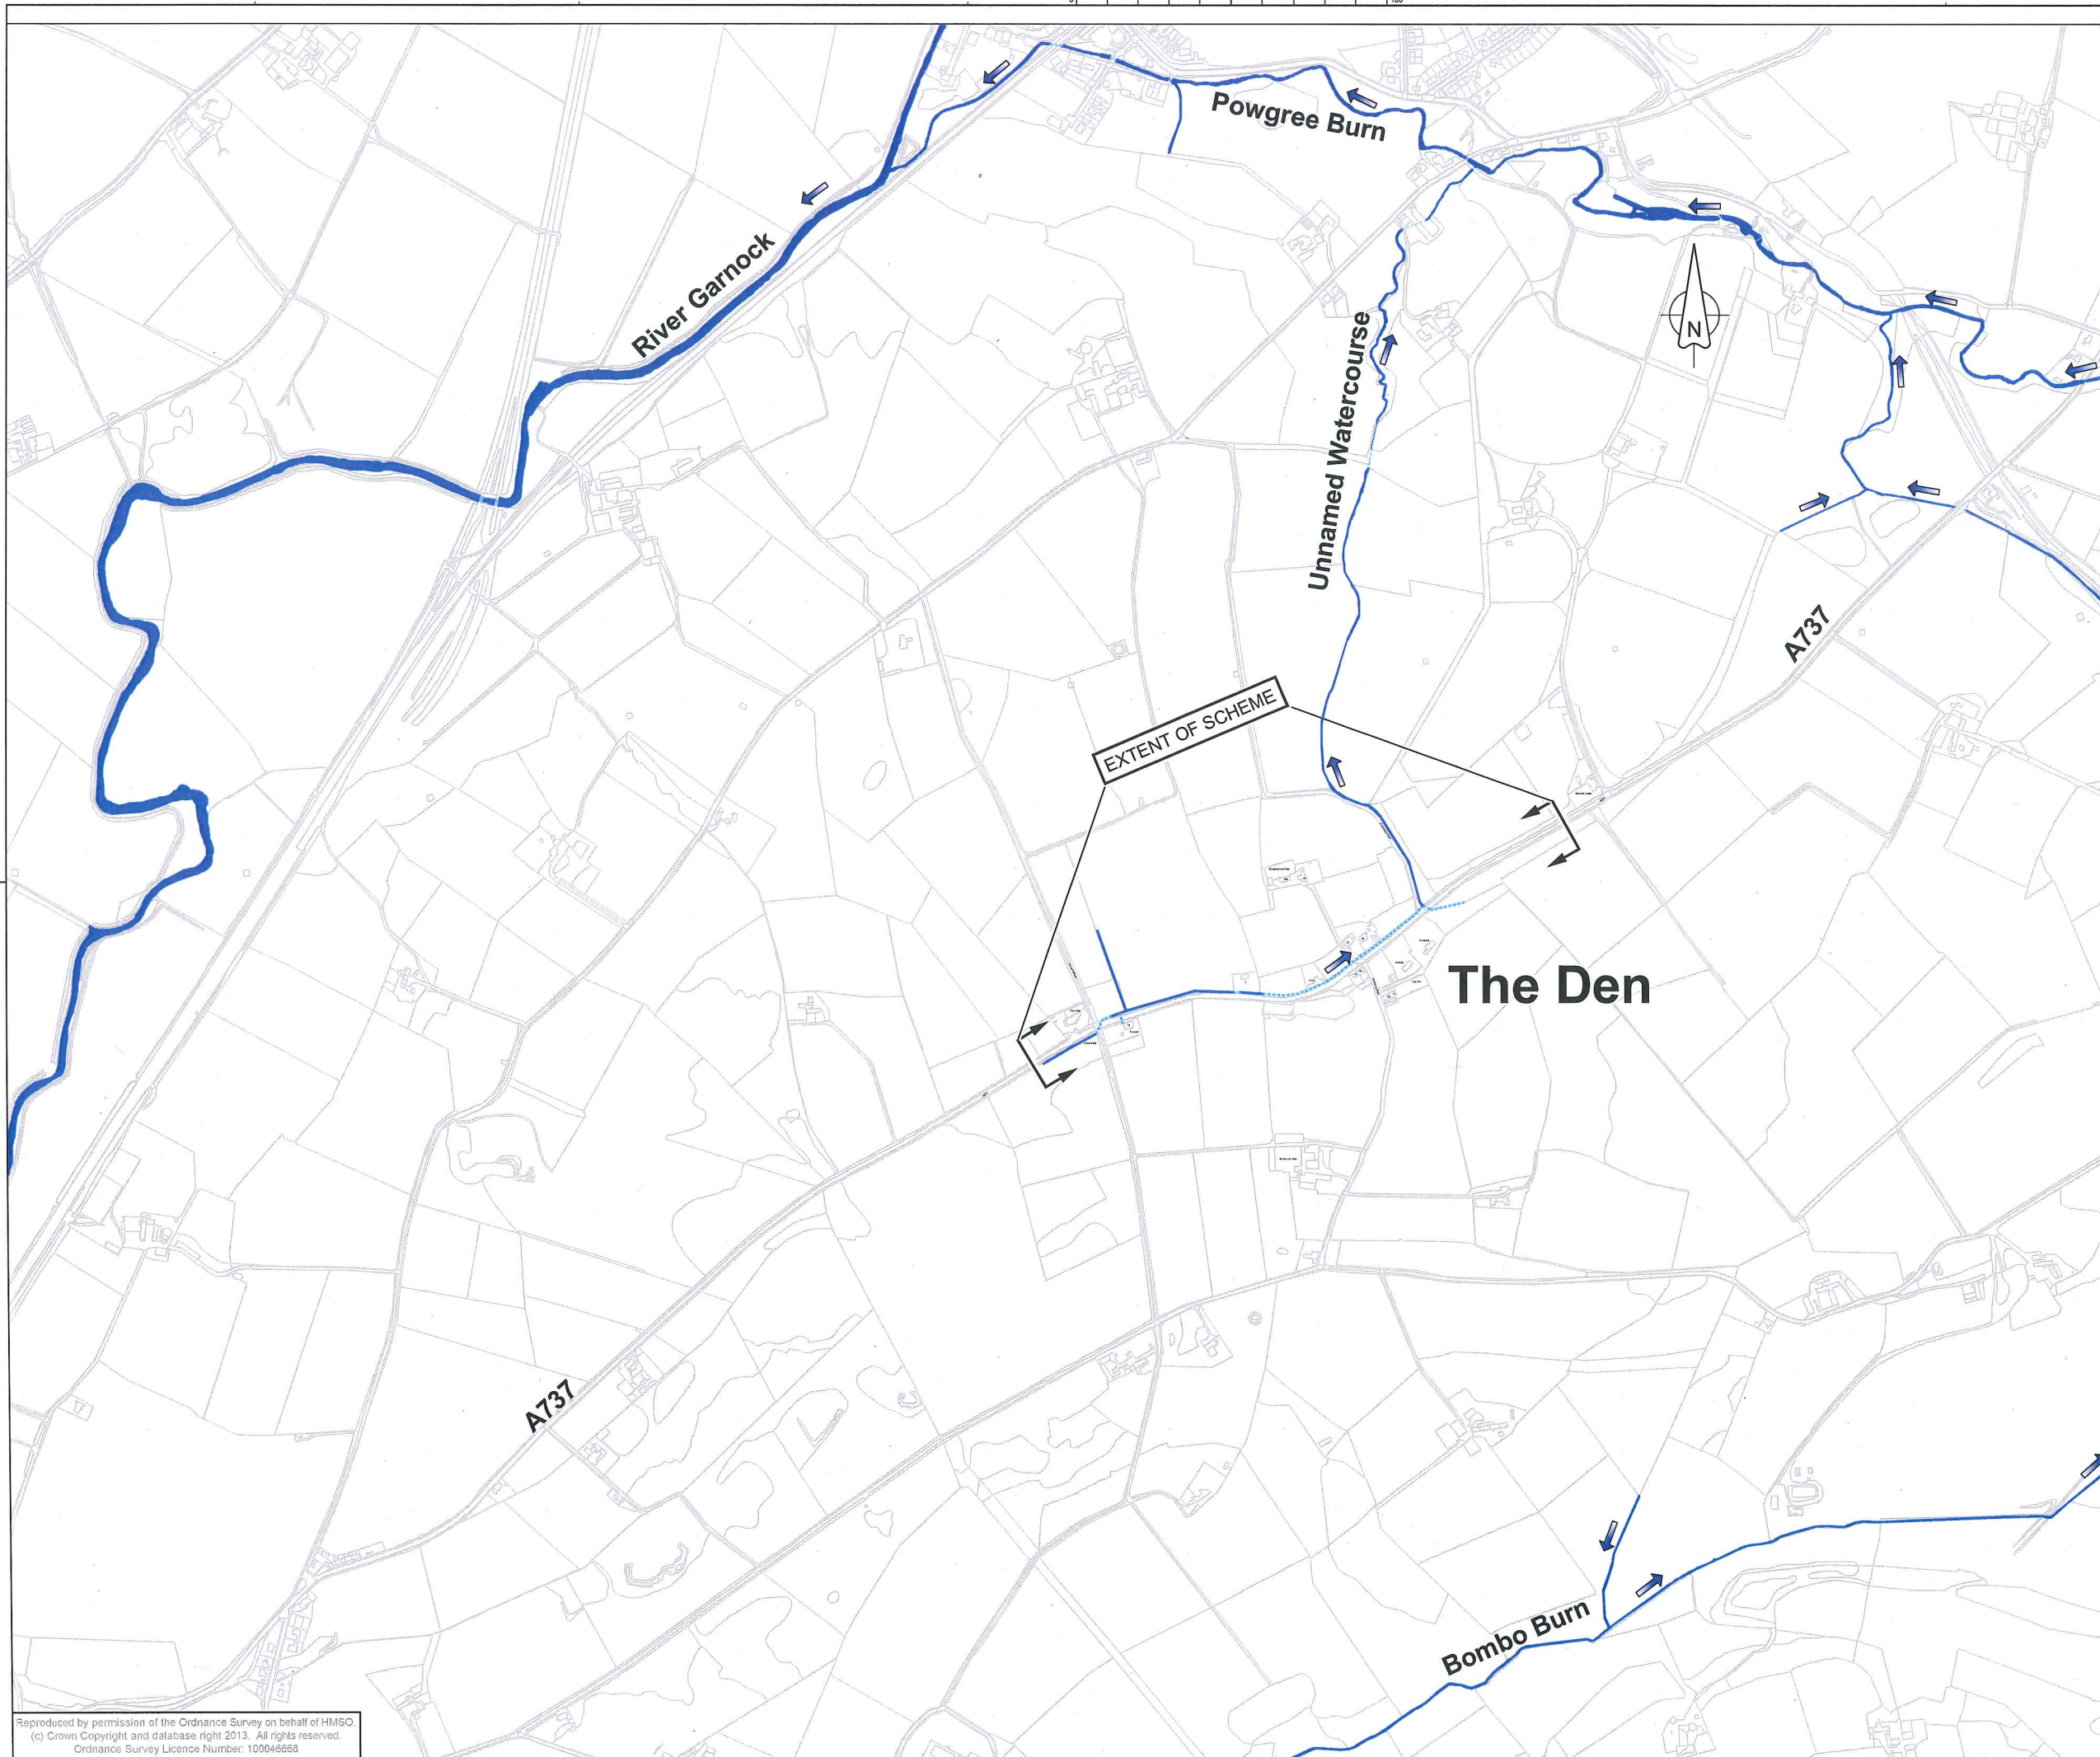 Powgree Burn
River Garnock
N
Unnamed Watercourse
A737
EXTENT OF SCHEME
The Den
A737
Bombo Burn
Reproduced by permission of the Ordnance Survey on behalf of HMSO.
(c) Crown Copyright and database right 2013. All rights reserved.
Ordnance Survey Licence Number: 100046668